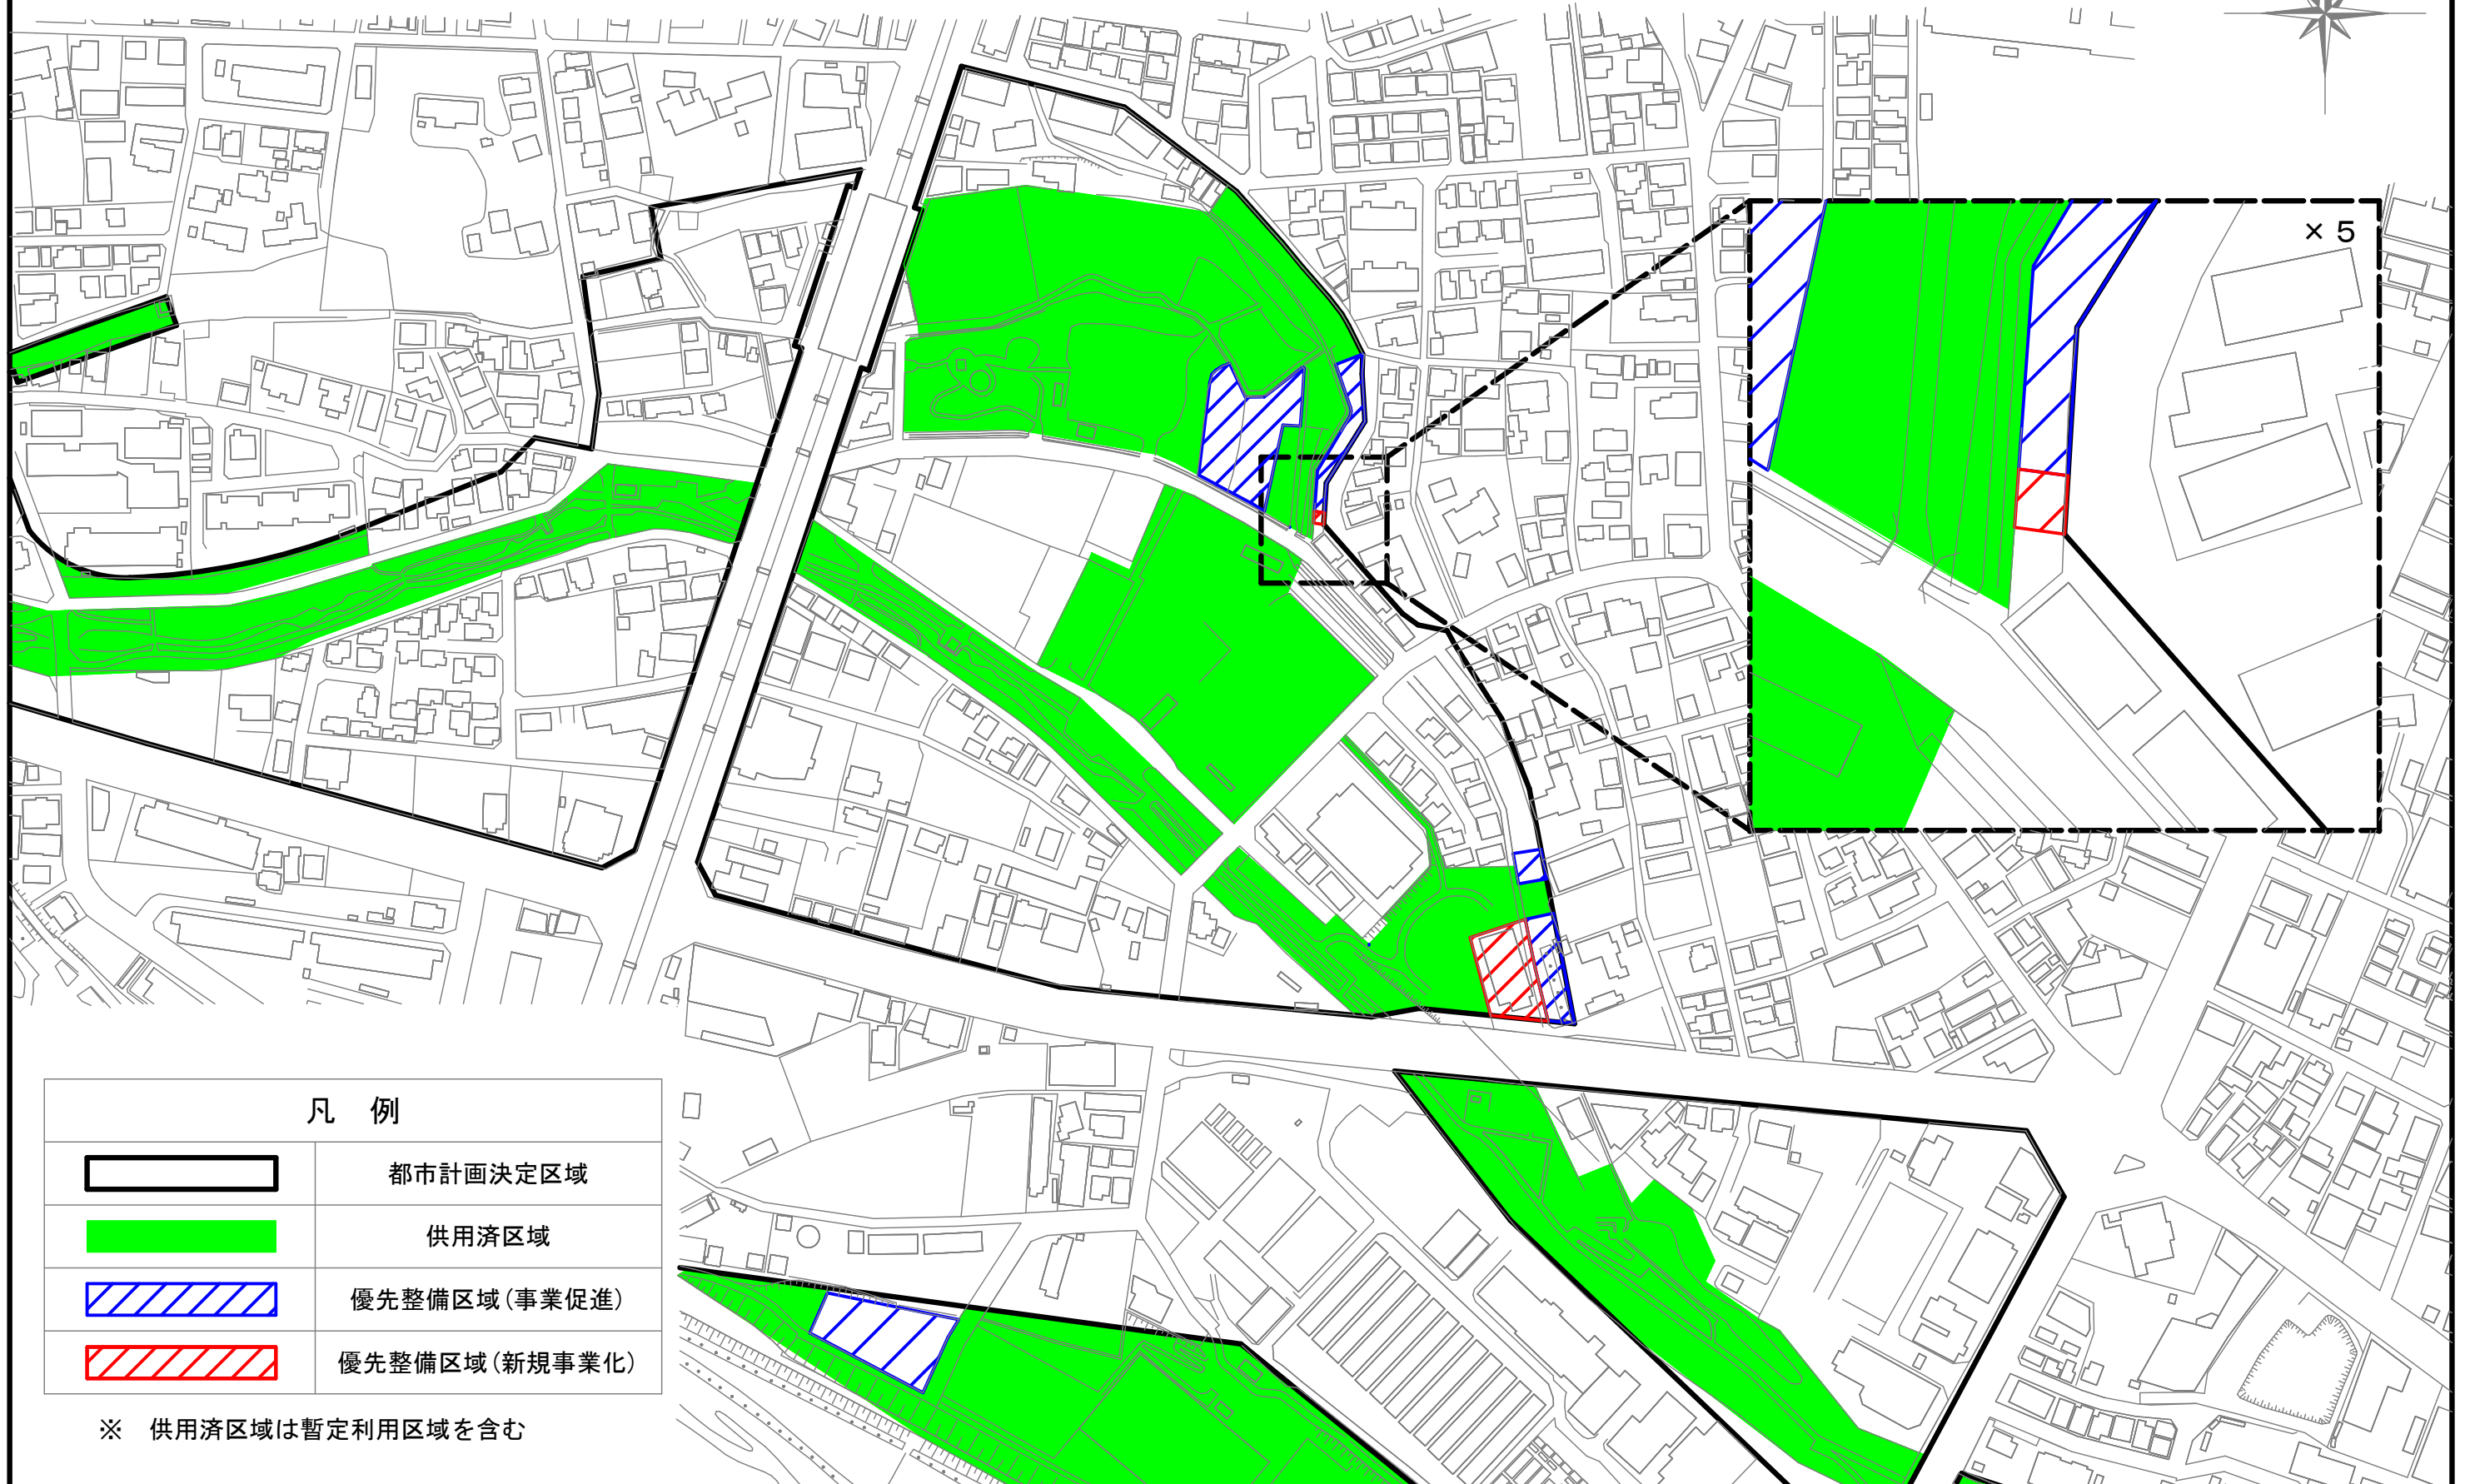 ×5
凡 例
都市計画決定区域
供用済区域
優先整備区域(事業促進)
優先整備区域(新規事業化)
※ 供用済区域は暫定利用区域を含む